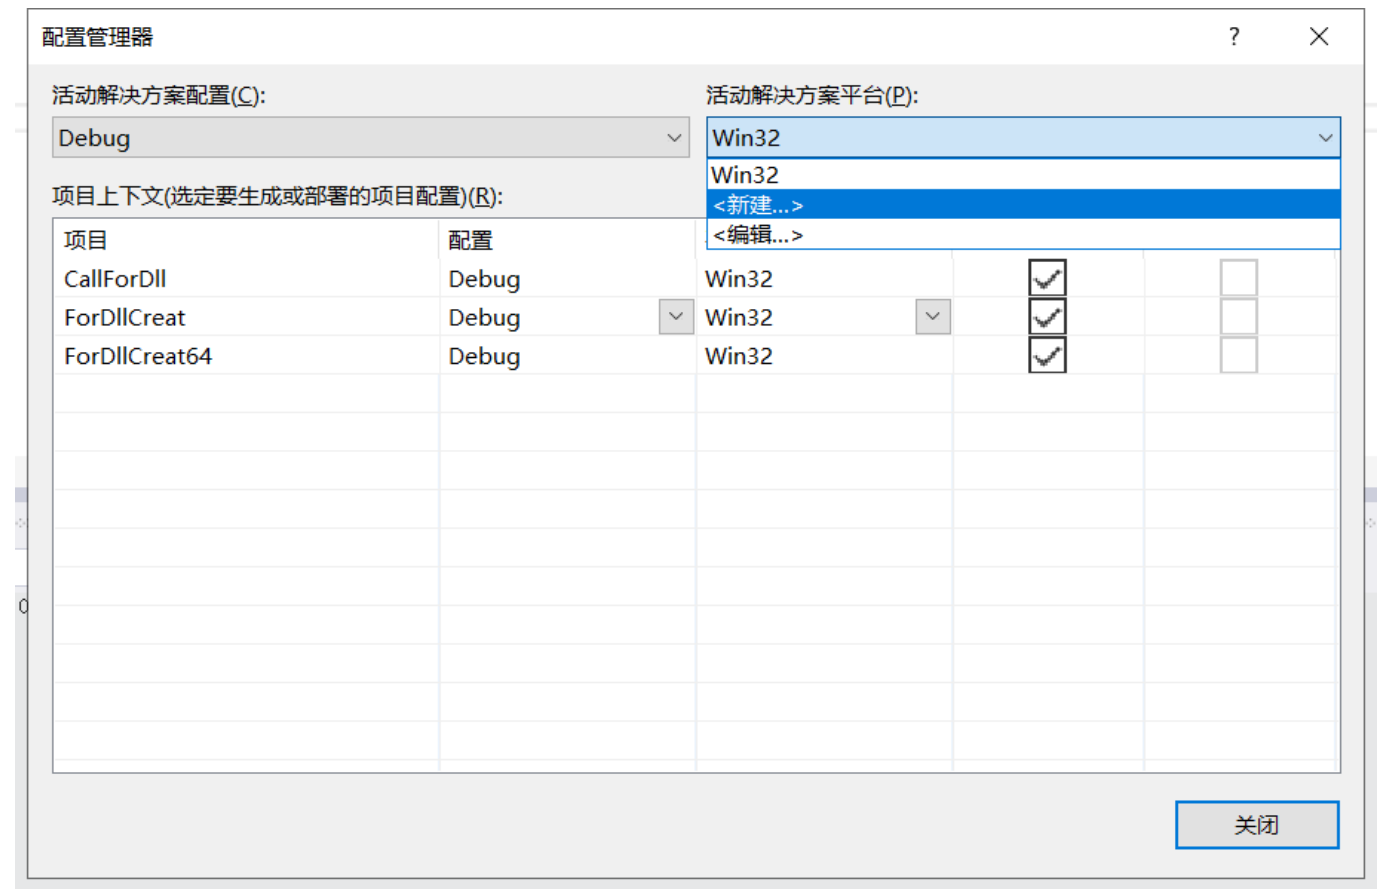 配置管理器
?
活动解决方案配置(C):
活动解决方案平台(P):
Debug
Win32
Win32
项目上下文(选定要生成或部署的项目配置)(R):
<新建...>
<编辑...>
项目
配置
CallForDll
Debug
Win32
ForDllCreat
Debug
Win32
ForDllCreat64
Debug
Win32
0
关闭